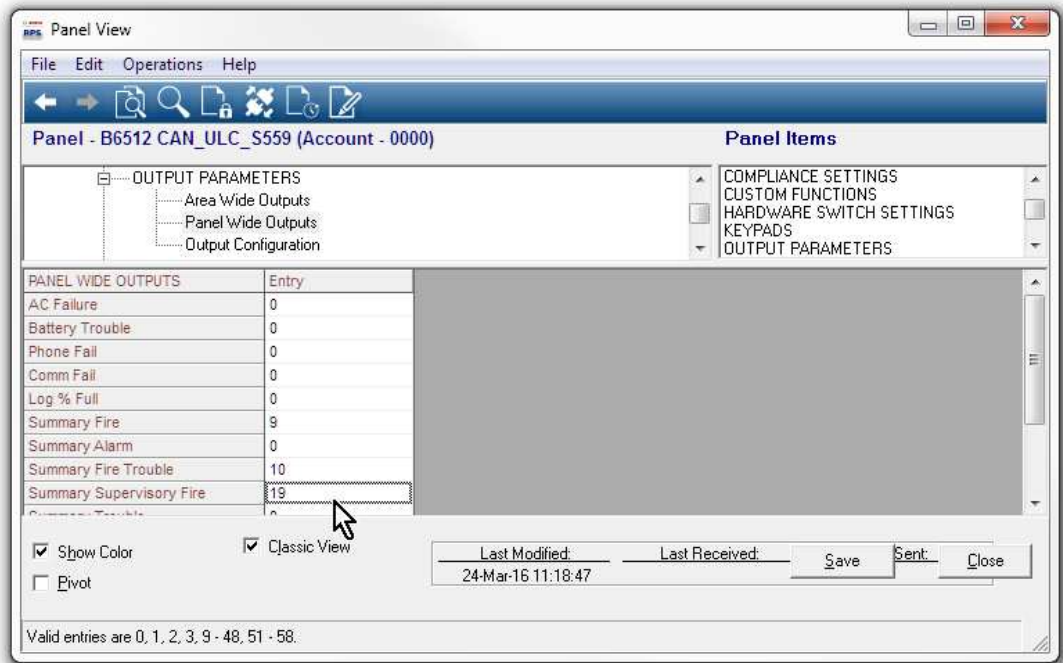 RPS Panel View
File Edit Operations Help
Panel - B6512 CAN_ULC_S559 (Account - 0000)
Panel Items
OUTPUT PARAMETERS
Area Wide Outputs
Panel Wide Outputs
Output Configuration
COMPLIANCE SETTINGS
CUSTOM FUNCTIONS
HARDWARE SWITCH SETTINGS
KEYPADS
OUTPUT PARAMETERS
PANEL WIDE OUTPUTS Entry
AC Failure 0
Battery Trouble 0
Phone Fail 0
Comm Fail 0
Log % Full 0
Summary Fire 9
Summary Alarm 0
Summary Fire Trouble 10
Summary Supervisory Fire 19
Show Color
Classic View
Pivot
Last Modified: Last Received: Sent:
24-Mar-16 11:18:47
Save
Close
Valid entries are 0, 1, 2, 3, 9 - 48, 51 - 58.